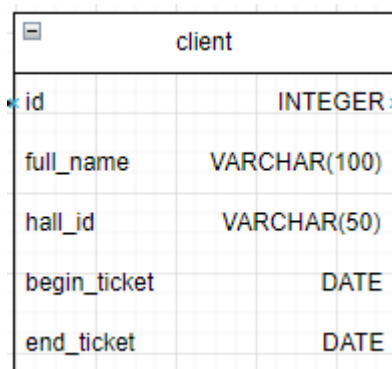 client
id INTEGER
full_name VARCHAR(100)
hall_id VARCHAR(50)
begin_ticket DATE
end_ticket DATE